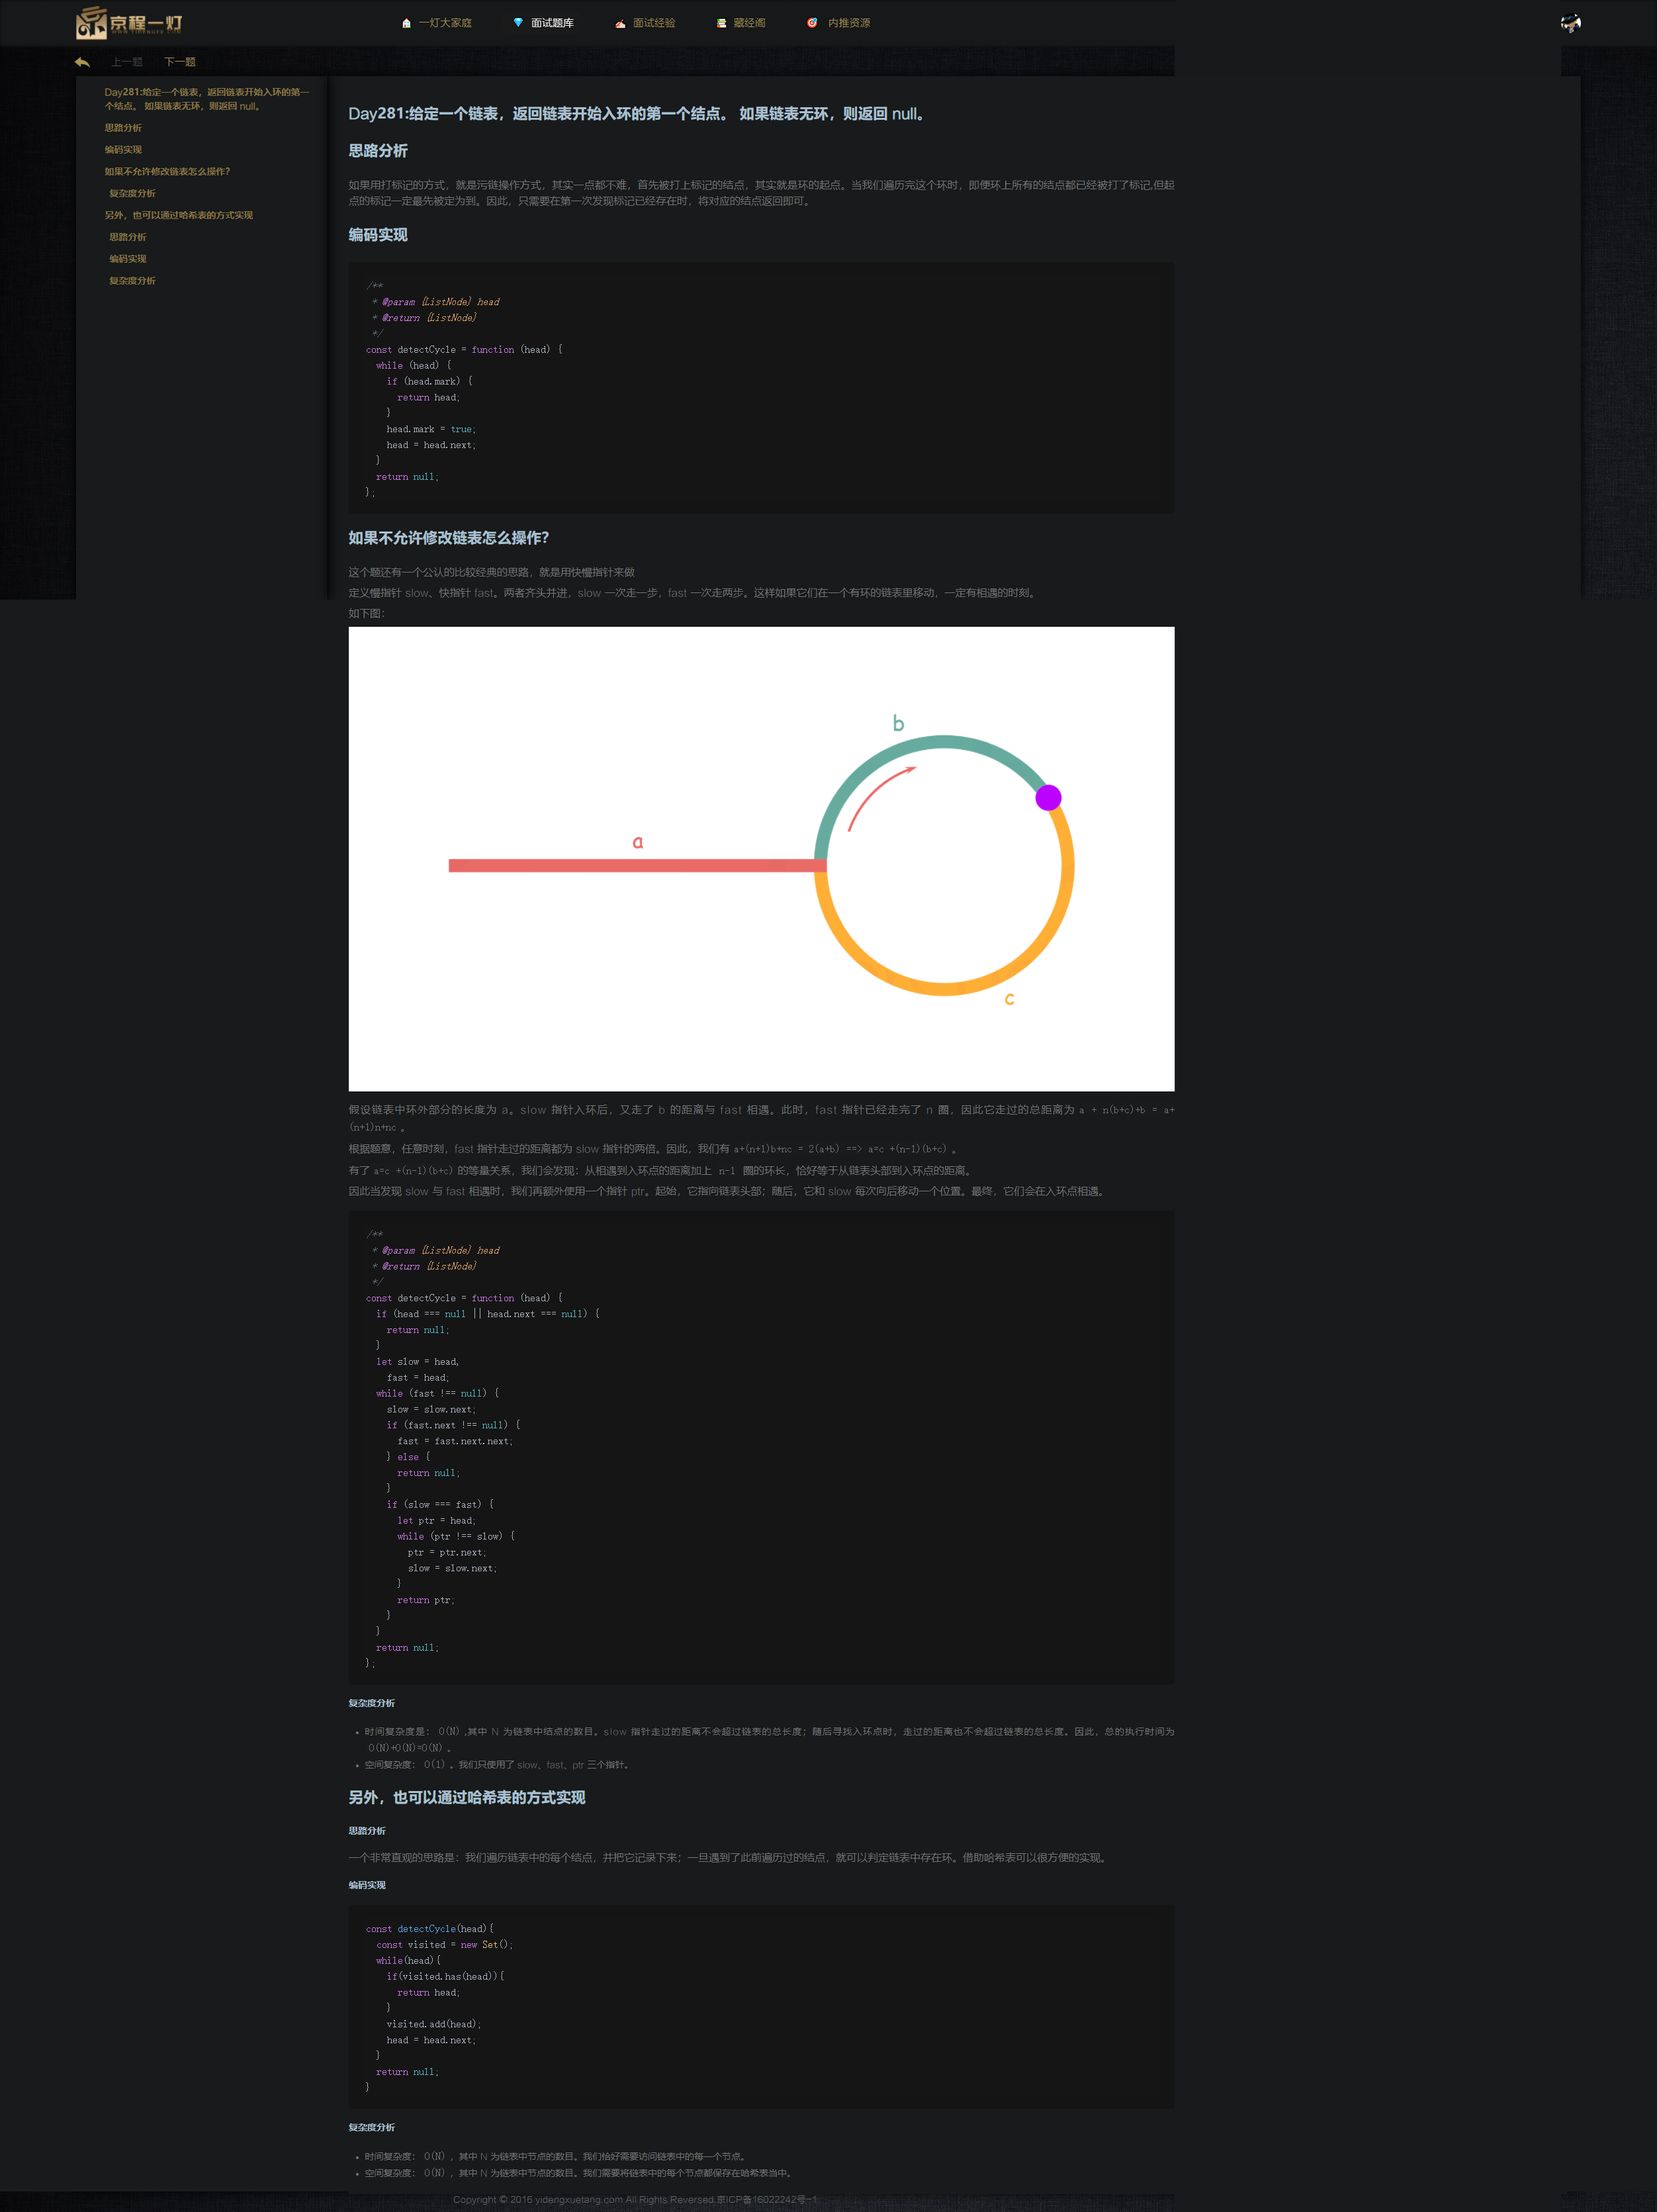 京程一灯
WWW.YIDENGFE.COM
一灯大家庭
面试题库
面试经验
藏经阁
内推资源
上一题
下一题
Day281:给定一个链表，返回链表开始入环的第一
个结点。 如果链表无环，则返回 null。
思路分析
编码实现
如果不允许修改链表怎么操作？
复杂度分析
另外，也可以通过哈希表的方式实现
思路分析
编码实现
复杂度分析
Day281:给定一个链表，返回链表开始入环的第一个结点。 如果链表无环，则返回 null。
思路分析
如果用打标记的方式，就是污链操作方式，其实一点都不难，首先被打上标记的结点，其实就是环的起点。当我们遍历完这个环时，即便环上所有的结点都已经被打了标记,但起
点的标记一定最先被定为到。因此，只需要在第一次发现标记已经存在时，将对应的结点返回即可。
编码实现
/**
 * @param {ListNode} head
 * @return {ListNode}
 */
const detectCycle = function (head) {
  while (head) {
    if (head.mark) {
      return head;
    }
    head.mark = true;
    head = head.next;
  }
  return null;
};
如果不允许修改链表怎么操作？
这个题还有一个公认的比较经典的思路，就是用快慢指针来做
定义慢指针 slow、快指针 fast。两者齐头并进，slow 一次走一步，fast 一次走两步。这样如果它们在一个有环的链表里移动，一定有相遇的时刻。
如下图：
b
a
c
假设链表中环外部分的长度为 a。slow 指针入环后，又走了 b 的距离与 fast 相遇。此时，fast 指针已经走完了 n 圈，因此它走过的总距离为 a + n(b+c)+b = a+
(n+1)n+nc 。
根据题意，任意时刻，fast 指针走过的距离都为 slow 指针的两倍。因此，我们有 a+(n+1)b+nc = 2(a+b) ==> a=c +(n-1)(b+c) 。
有了 a=c +(n-1)(b+c) 的等量关系，我们会发现：从相遇到入环点的距离加上 n-1 圈的环长，恰好等于从链表头部到入环点的距离。
因此当发现 slow 与 fast 相遇时，我们再额外使用一个指针 ptr。起始，它指向链表头部；随后，它和 slow 每次向后移动一个位置。最终，它们会在入环点相遇。
/**
 * @param {ListNode} head
 * @return {ListNode}
 */
const detectCycle = function (head) {
  if (head === null || head.next === null) {
    return null;
  }
  let slow = head,
    fast = head;
  while (fast !== null) {
    slow = slow.next;
    if (fast.next !== null) {
      fast = fast.next.next;
    } else {
      return null;
    }
    if (slow === fast) {
      let ptr = head;
      while (ptr !== slow) {
        ptr = ptr.next;
        slow = slow.next;
      }
      return ptr;
    }
  }
  return null;
};
复杂度分析
• 时间复杂度是： O(N) ,其中 N 为链表中结点的数目。slow 指针走过的距离不会超过链表的总长度；随后寻找入环点时，走过的距离也不会超过链表的总长度。因此，总的执行时间为
O(N)+O(N)=O(N) 。
• 空间复杂度： O(1) 。我们只使用了 slow、fast、ptr 三个指针。
另外，也可以通过哈希表的方式实现
思路分析
一个非常直观的思路是：我们遍历链表中的每个结点，并把它记录下来；一旦遇到了此前遍历过的结点，就可以判定链表中存在环。借助哈希表可以很方便的实现。
编码实现
const detectCycle(head){
  const visited = new Set();
  while(head){
    if(visited.has(head)){
      return head;
    }
    visited.add(head);
    head = head.next;
  }
  return null;
}
复杂度分析
• 时间复杂度： O(N) ，其中 N 为链表中节点的数目。我们恰好需要访问链表中的每一个节点。
• 空间复杂度： O(N) ，其中 N 为链表中节点的数目。我们需要将链表中的每个节点都保存在哈希表当中。
Copyright © 2016 yidengxuetang.com All Rights Reversed.京ICP备16022242号-1